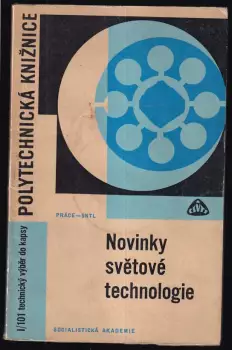 POLYTECHNICKÁ KNIŽNICE
I/101 technický výběr do kapsy
PRÁCE—SNTL
Novinky
světové
technologie
SOCIALISTICKÁ AKADEMIE